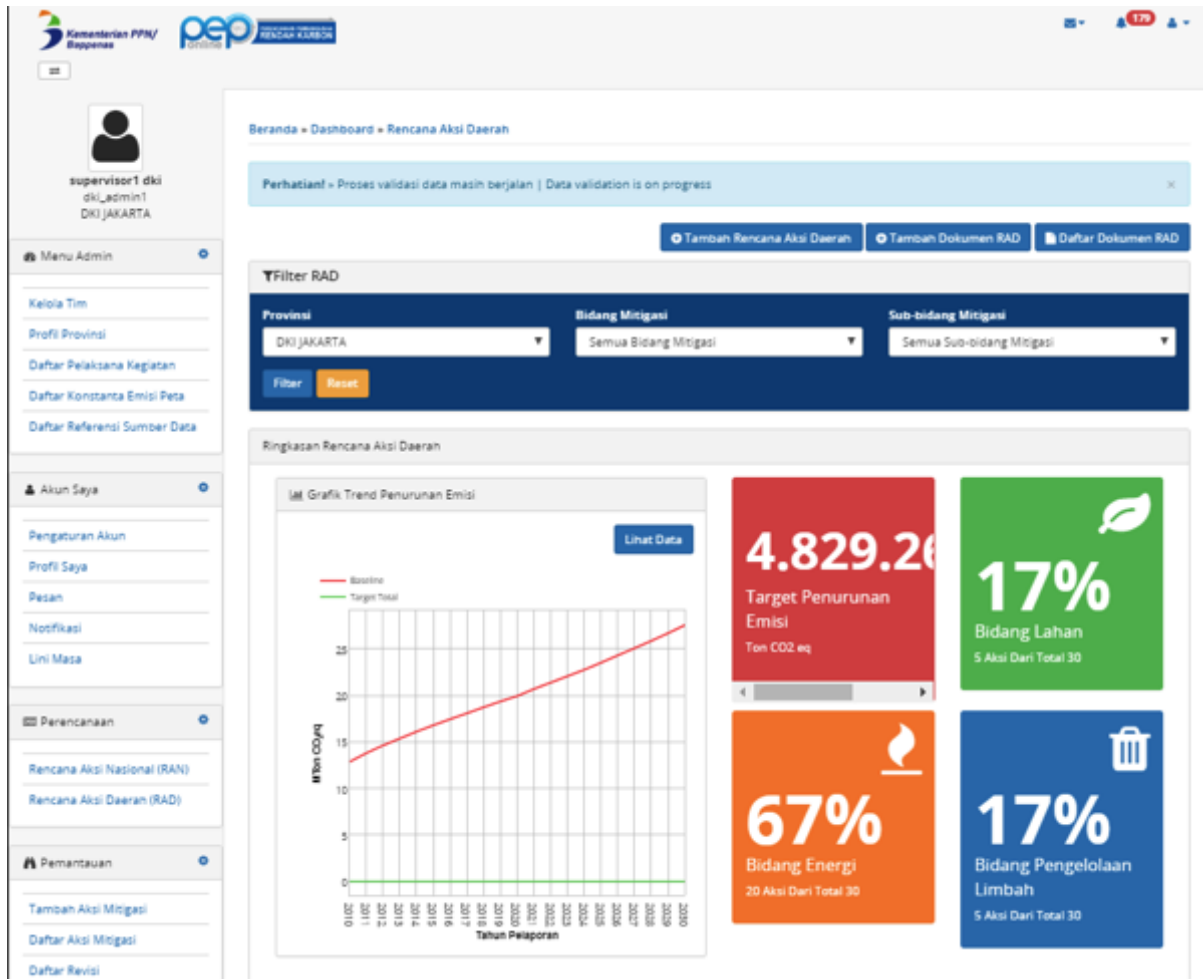 Kementerian PPN/
Bappenas
pep
online
PERENCANAAN PEMBANGUNAN
RENDAH KARBON
179
supervisor1 dki
dki_admin1
DKI JAKARTA
Menu Admin
Kelola Tim
Profil Provinsi
Daftar Pelaksana Kegiatan
Daftar Konstanta Emisi Peta
Daftar Referensi Sumber Data
Akun Saya
Pengaturan Akun
Profil Saya
Pesan
Notifikasi
Lini Masa
Perencanaan
Rencana Aksi Nasional (RAN)
Rencana Aksi Daerah (RAD)
Pemantauan
Tambah Aksi Mitigasi
Daftar Aksi Mitigasi
Daftar Revisi
Beranda » Dashboard » Rencana Aksi Daerah
Perhatian! » Proses validasi data masih berjalan | Data validation is on progress ×
Tambah Rencana Aksi Daerah Tambah Dokumen RAD Daftar Dokumen RAD
Filter RAD
Provinsi Bidang Mitigasi Sub-bidang Mitigasi
DKI JAKARTA Semua Bidang Mitigasi Semua Sub-bidang Mitigasi
Filter Reset
Ringkasan Rencana Aksi Daerah
Grafik Trend Penurunan Emisi
Lihat Data
Baseline
Target Total
25
20
15
10
5
0
MTon CO₂eq
2010 2011 2012 2013 2014 2015 2016 2017 2018 2019 2020 2021 2022 2023 2024 2025 2026 2027 2028 2029 2030
Tahun Pelaporan
4.829.26
Target Penurunan
Emisi
Ton CO2 eq
17%
Bidang Lahan
5 Aksi Dari Total 30
67%
Bidang Energi
20 Aksi Dari Total 30
17%
Bidang Pengelolaan
Limbah
5 Aksi Dari Total 30